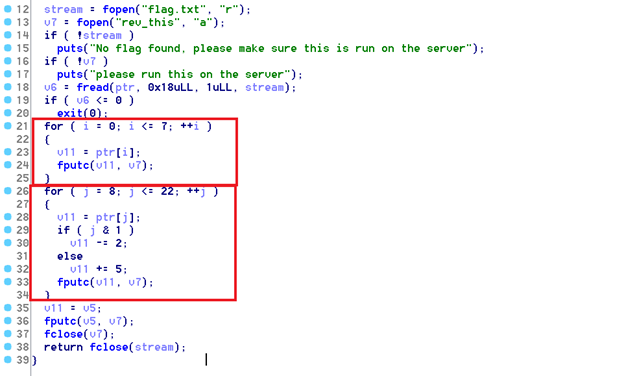 12 stream = fopen("flag.txt", "r");
13 v7 = fopen("rev_this", "a");
14 if ( !stream )
15 puts("No flag found, please make sure this is run on the server");
16 if ( !v7 )
17 puts("please run this on the server");
18 v6 = fread(ptr, 0x18uLL, 1uLL, stream);
19 if ( v6 <= 0 )
20 exit(0);
21 for ( i = 0; i <= 7; ++i )
22 {
23 v11 = ptr[i];
24 fputc(v11, v7);
25 }
26 for ( j = 8; j <= 22; ++j )
27 {
28 v11 = ptr[j];
29 if ( j & 1 )
30 v11 -= 2;
31 else
32 v11 += 5;
33 fputc(v11, v7);
34 }
35 v11 = v5;
36 fputc(v5, v7);
37 fclose(v7);
38 return fclose(stream);
39 }